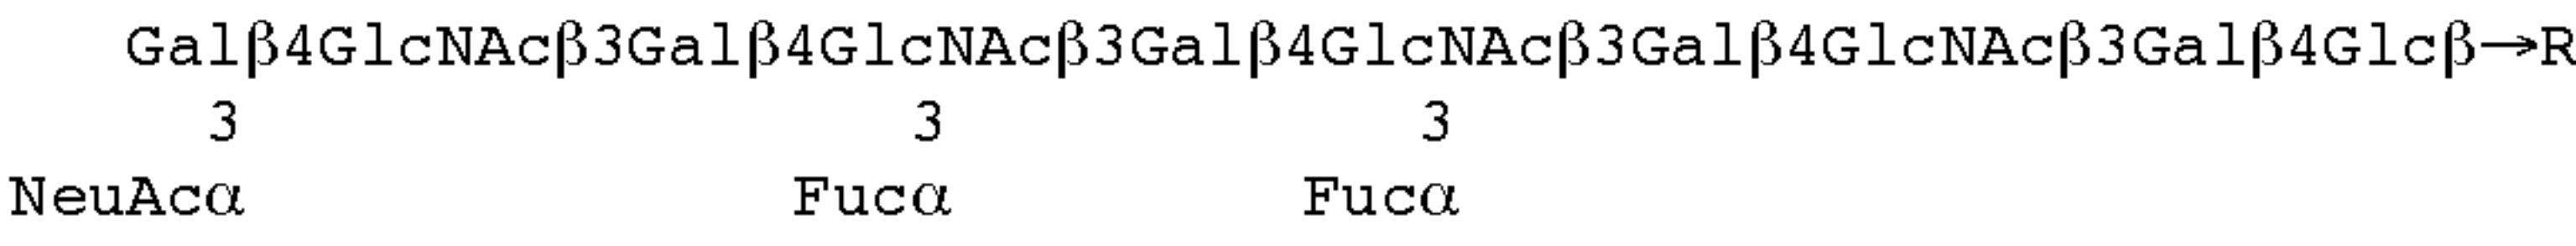 Galβ4GlcNAcβ3Galβ4GlcNAcβ3Galβ4GlcNAcβ3Galβ4GlcNAcβ3Galβ4Glcβ→R
3 3 3
NeuAcα Fucα Fucα